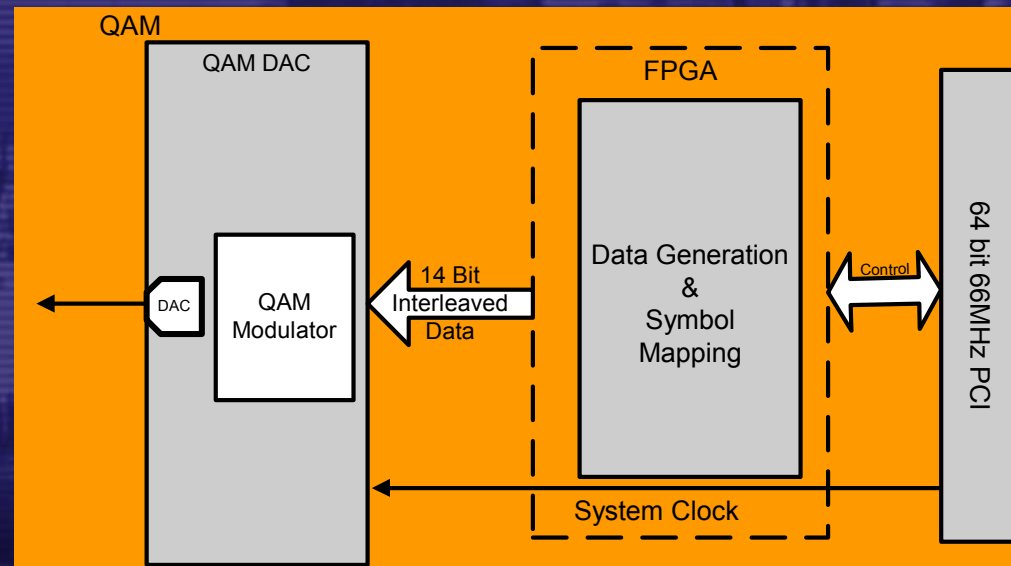 QAM
QAM DAC
DAC
QAM
Modulator
14 Bit
Interleaved
Data
FPGA
Data Generation
&
Symbol
Mapping
System Clock
Control
64 bit 66MHz PCI